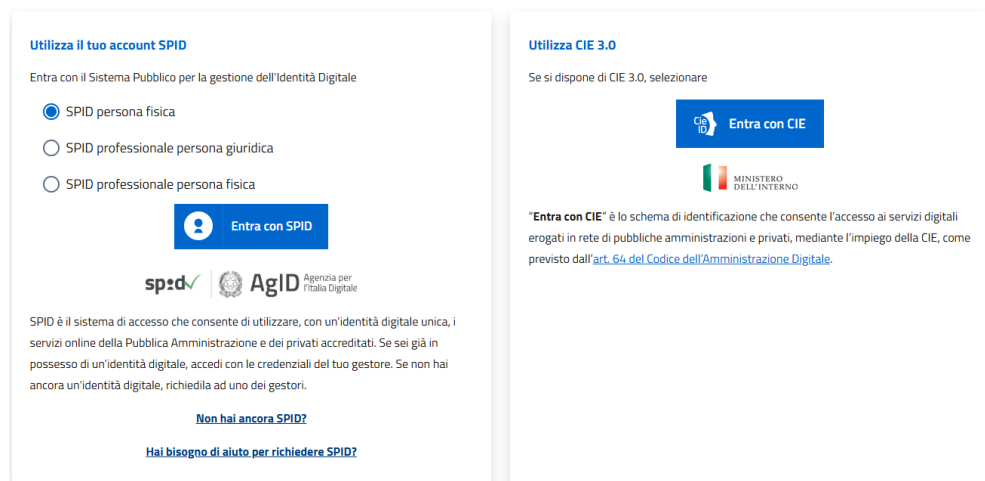 Utilizza il tuo account SPID
Entra con il Sistema Pubblico per la gestione dell'Identità Digitale
SPID persona fisica
SPID professionale persona giuridica
SPID professionale persona fisica
Entra con SPID
spid
AgID Agenzia per
l'Italia Digitale
SPID è il sistema di accesso che consente di utilizzare, con un'identità digitale unica, i
servizi online della Pubblica Amministrazione e dei privati accreditati. Se sei già in
possesso di un'identità digitale, accedi con le credenziali del tuo gestore. Se non hai
ancora un'identità digitale, richiedila ad uno dei gestori.
Non hai ancora SPID?
Hai bisogno di aiuto per richiedere SPID?
Utilizza CIE 3.0
Se si dispone di CIE 3.0, selezionare
Cie
ID
Entra con CIE
MINISTERO
DELL'INTERNO
“Entra con CIE” è lo schema di identificazione che consente l’accesso ai servizi digitali
erogati in rete di pubbliche amministrazioni e privati, mediante l’impiego della CIE, come
previsto dall’art. 64 del Codice dell’Amministrazione Digitale.